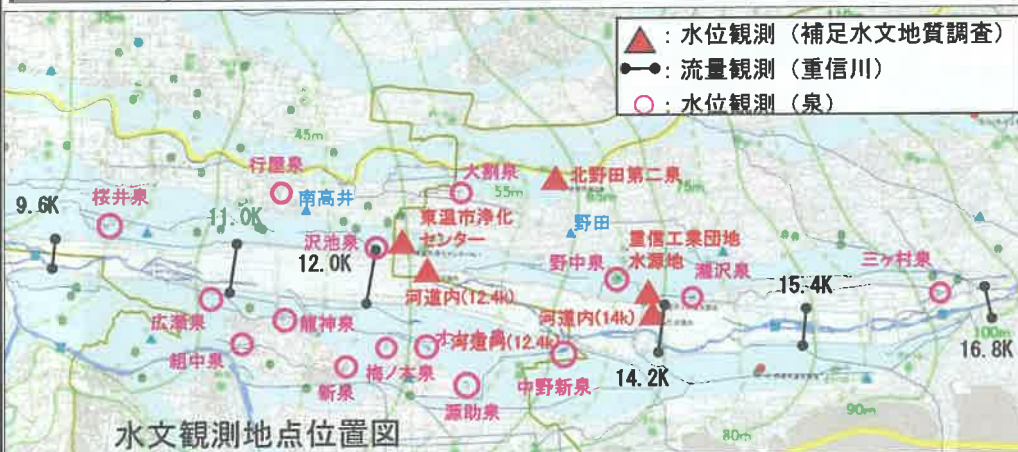 ：水位観測（補足水文地質調査）
：流量観測（重信川）
：水位観測（泉）
45m
行屋泉
大割泉
北野田第二泉
55m
65m
75m
桜井泉
南高井
9.6K
11.0K
東温市浄化
センター
野田
沢池泉
12.0K
重信工業団地
水源地
野中泉
瀧沢泉
三ヶ村泉
河道内(12.4k)
15.4K
広瀬泉
龍神泉
河道内(14k)
組中泉
河道内(12.4k)
100m
16.8K
新泉
梅ノ木泉
中野新泉
14.2K
源助泉
90m
80m
水文観測地点位置図